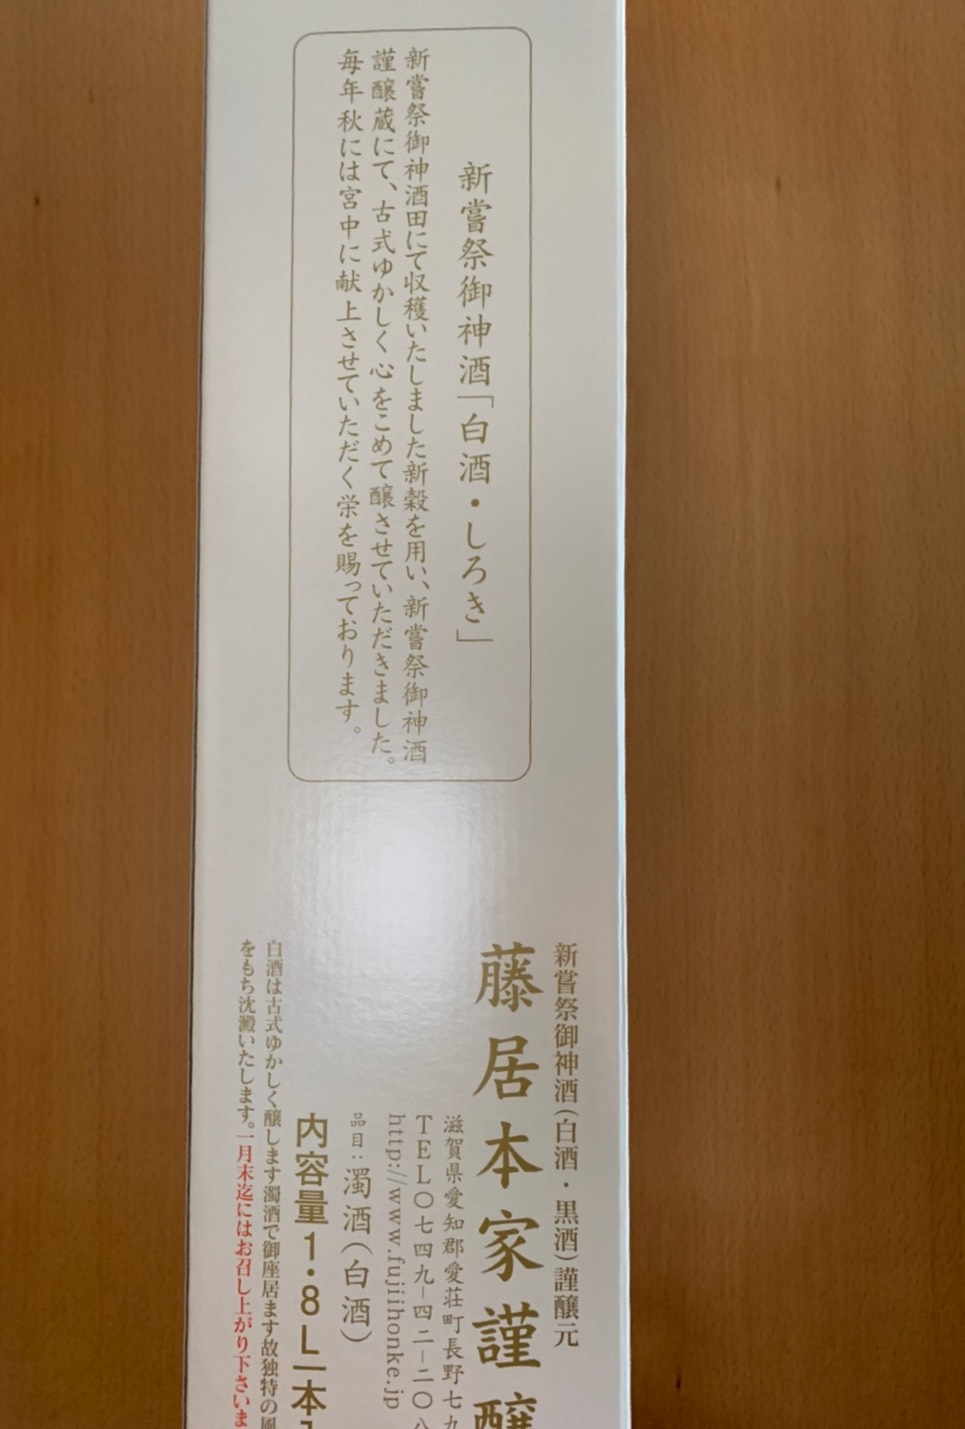 新嘗祭御神酒「白酒・しろき」
新嘗祭御神酒田にて収穫いたしました新穀を用い、新嘗祭御神酒
謹醸蔵にて、古式ゆかしく心をこめて醸させていただきました。
毎年秋には宮中に献上させていただく栄を賜っております。
新嘗祭御神酒(白酒・黒酒)謹醸元
藤居本家謹醸
滋賀県愛知郡愛荘町長野七九
TEL〇七四九-四二-二〇八
http://www.fujiihonke.jp
品目:濁酒(白酒)
内容量1・8L一本入
白酒は古式ゆかしく醸します濁酒で御座居ます故独特の風
をもち沈澱いたします。一月末迄にはお召し上がり下さいま